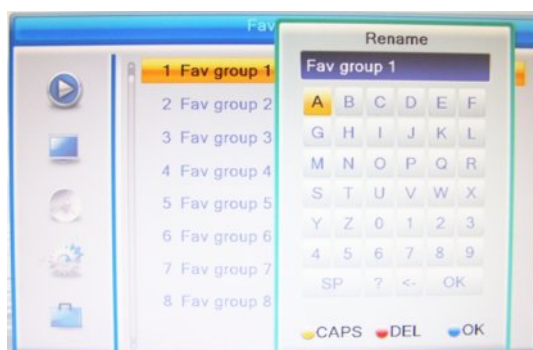 Fav
1 Fav group 1
2 Fav group 2
3 Fav group 3
4 Fav group 4
5 Fav group 5
6 Fav group 6
7 Fav group 7
8 Fav group 8
Rename
Fav group 1
A B C D E F
G H I J K L
M N O P Q R
S T U V W X
Y Z 0 1 2 3
4 5 6 7 8 9
SP ? <- OK
CAPS DEL OK